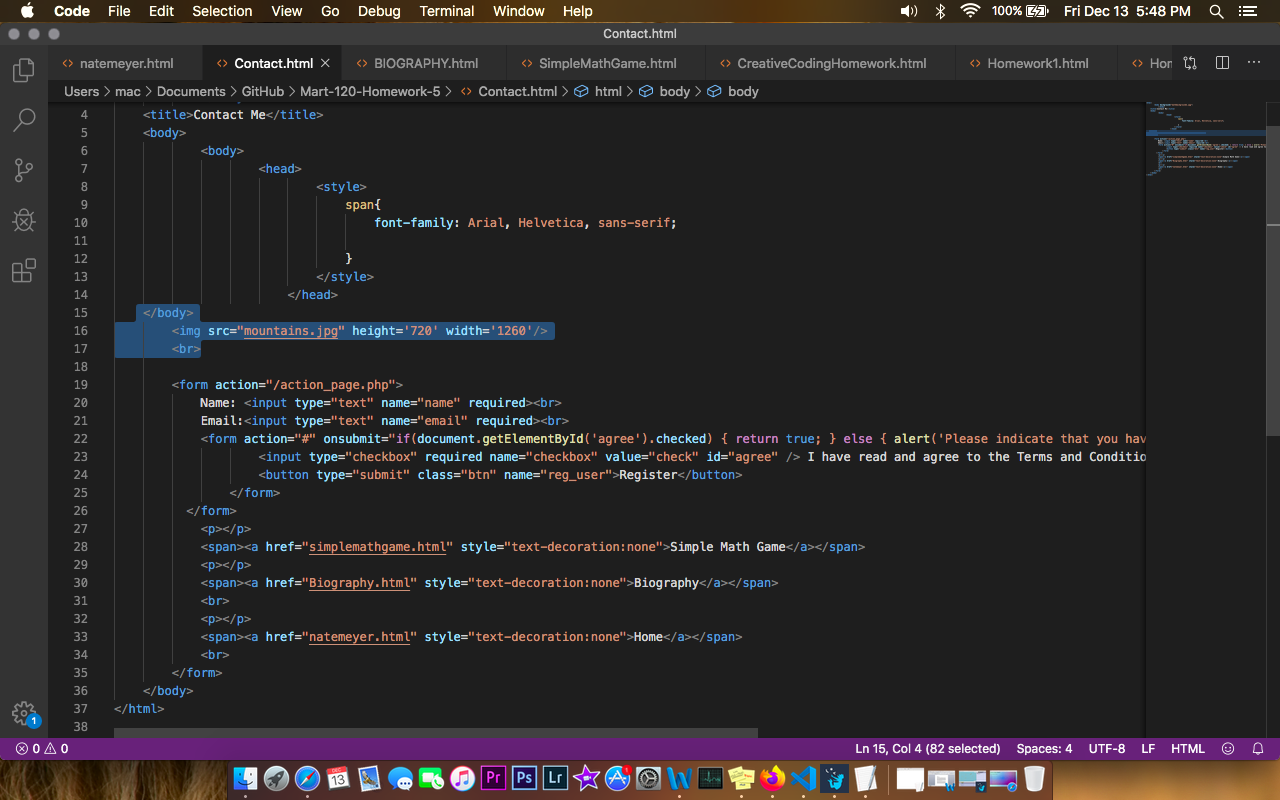 Code File Edit Selection View Go Debug Terminal Window Help 100% Fri Dec 13 5:48 PM
Contact.html
natemeyer.html Contact.html BIOGRAPHY.html SimpleMathGame.html CreativeCodingHomework.html Homework1.html Hon
Users > mac > Documents > GitHub > Mart-120-Homework-5 > Contact.html > html > body > body
4 <title>Contact Me</title>
5 <body>
6 <body>
7 <head>
8 <style>
9 span{
10 font-family: Arial, Helvetica, sans-serif;
11
12 }
13 </style>
14 </head>
15 </body>
16 <img src="mountains.jpg" height='720' width='1260'/>
17 <br>
18
19 <form action="/action_page.php">
20 Name: <input type="text" name="name" required><br>
21 Email:<input type="text" name="email" required><br>
22 <form action="#" onsubmit="if(document.getElementById('agree').checked) { return true; } else { alert('Please indicate that you hav
23 <input type="checkbox" required name="checkbox" value="check" id="agree" /> I have read and agree to the Terms and Conditio
24 <button type="submit" class="btn" name="reg_user">Register</button>
25 </form>
26 </form>
27 <p></p>
28 <span><a href="simplemathgame.html" style="text-decoration:none">Simple Math Game</a></span>
29 <p></p>
30 <span><a href="Biography.html" style="text-decoration:none">Biography</a></span>
31 <br>
32 <p></p>
33 <span><a href="natemeyer.html" style="text-decoration:none">Home</a></span>
34 <br>
35 </form>
36 </body>
37 </html>
38
1
0 0 Ln 15, Col 4 (82 selected) Spaces: 4 UTF-8 LF HTML
DEC 13 Pr Ps Lr